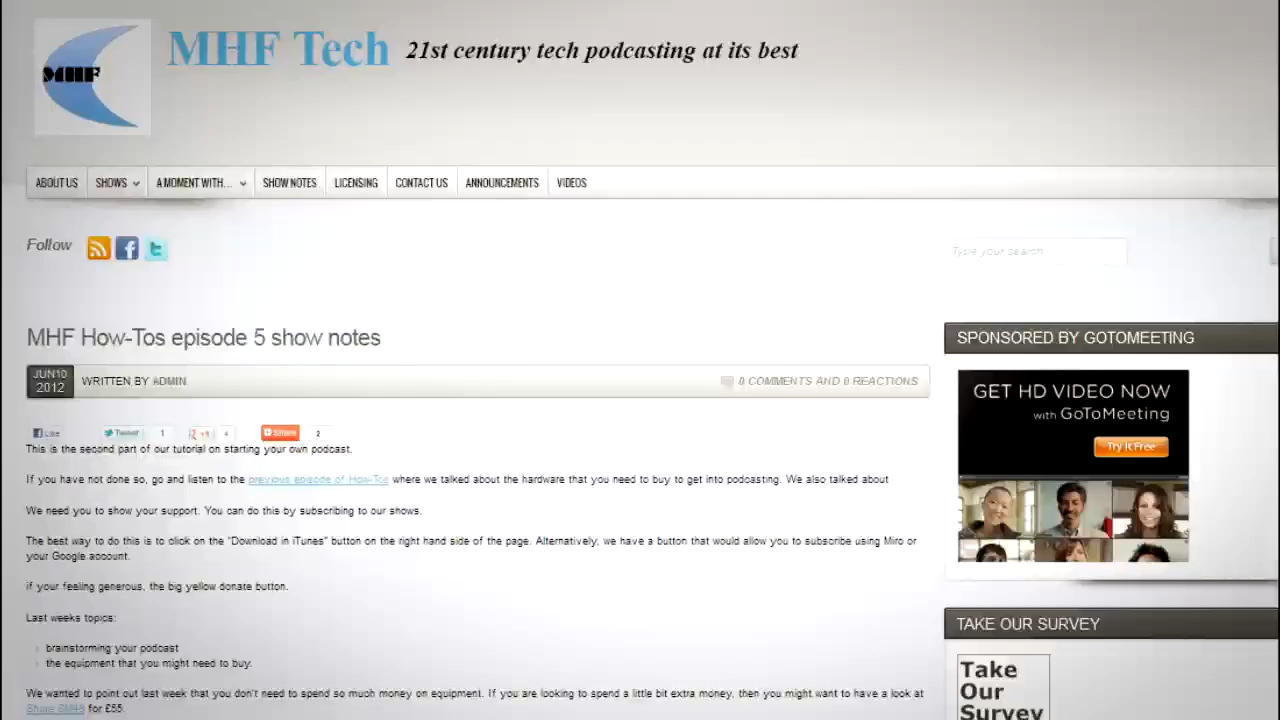 MHF
MHF Tech 21st century tech podcasting at its best
ABOUT US SHOWS A MOMENT WITH... SHOW NOTES LICENSING CONTACT US ANNOUNCEMENTS VIDEOS
Follow
Type your search
MHF How-Tos episode 5 show notes
SPONSORED BY GOTOMEETING
JUN10
2012
WRITTEN BY ADMIN
0 COMMENTS AND 0 REACTIONS
GET HD VIDEO NOW
with GoToMeeting
Try It Free
Like Tweet 1 +1 4 Share 2
This is the second part of our tutorial on starting your own podcast.
If you have not done so, go and listen to the previous episode of How-Tos where we talked about the hardware that you need to buy to get into podcasting. We also talked about
We need you to show your support. You can do this by subscribing to our shows.
The best way to do this is to click on the "Download in iTunes" button on the right hand side of the page. Alternatively, we have a button that would allow you to subscribe using Miro or
your Google account.
if your feeling generous, the big yellow donate button.
Last weeks topics:
brainstorming your podcast
the equipment that you might need to buy.
We wanted to point out last week that you don't need to spend so much money on equipment. If you are looking to spend a little bit extra money, then you might want to have a look at
for £55.
TAKE OUR SURVEY
Take
Our
Survey